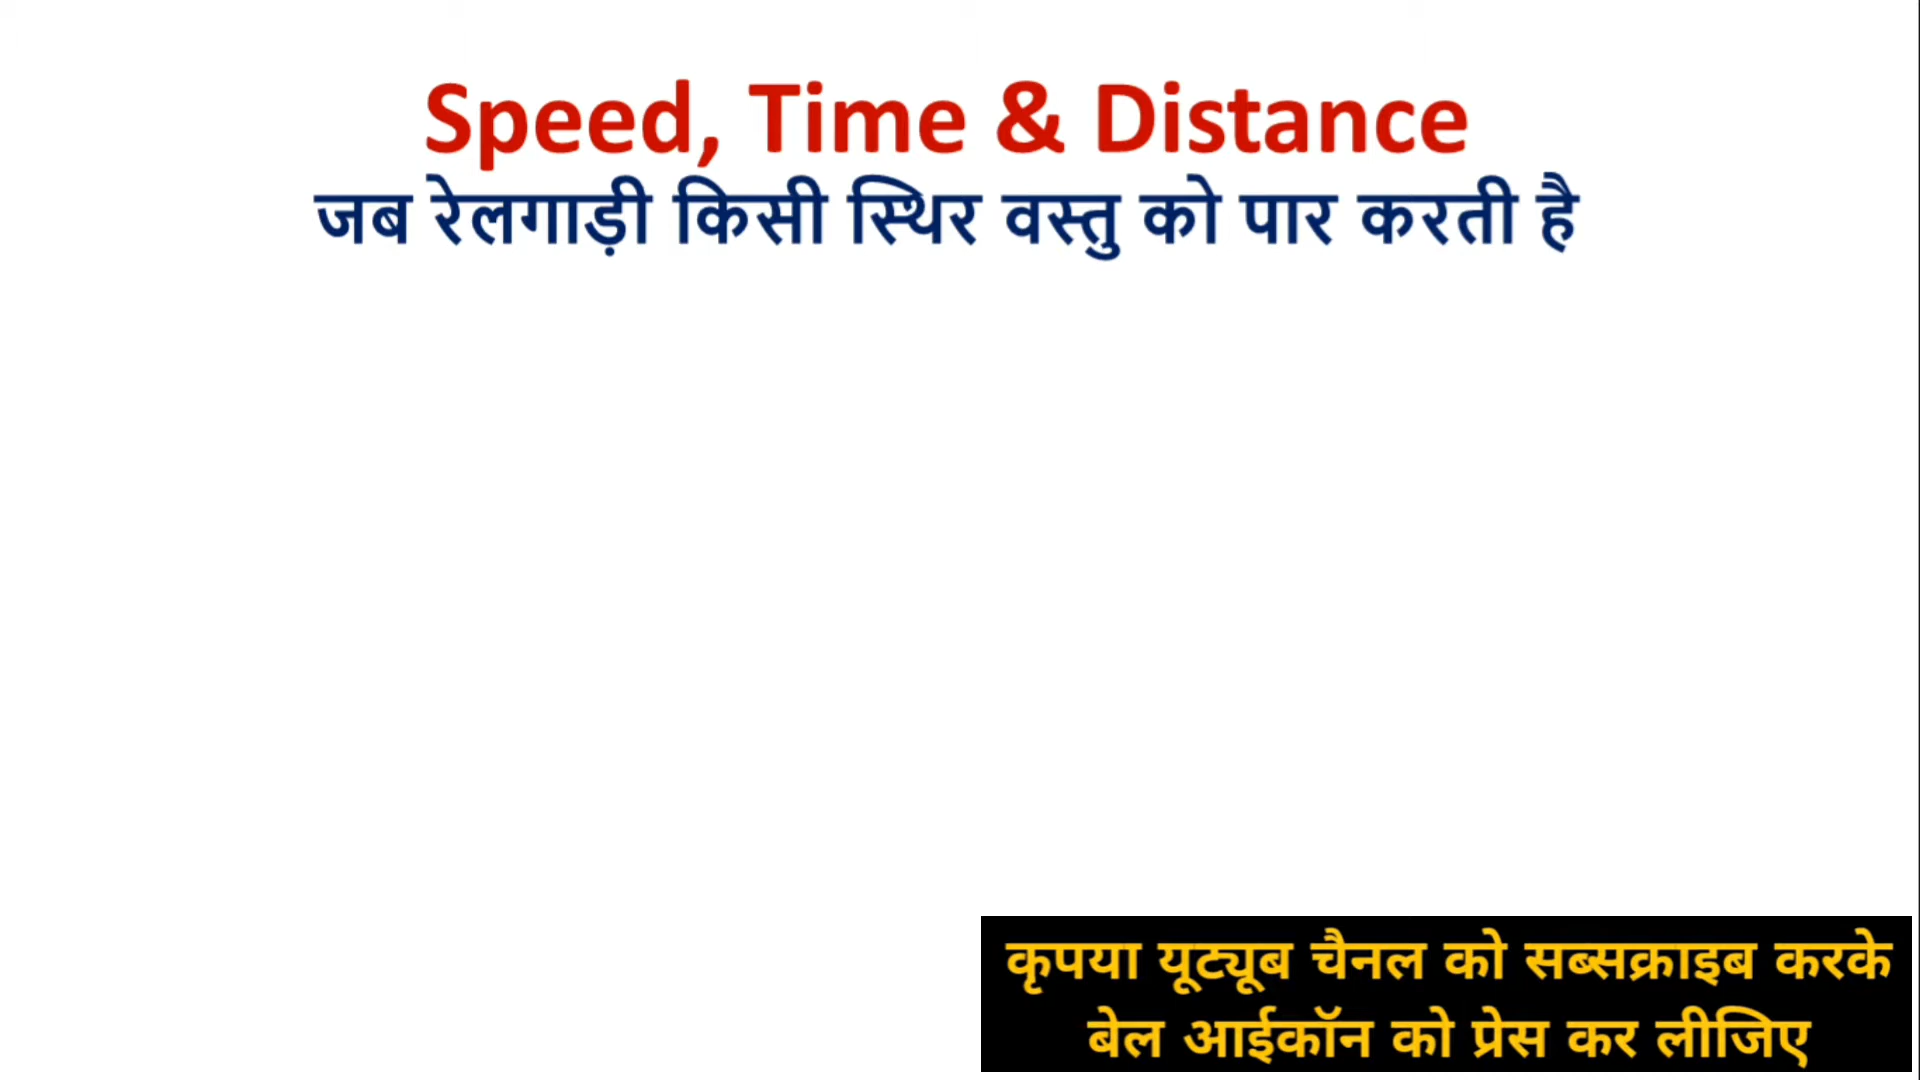 Speed, Time & Distance
जब रेलगाड़ी किसी स्थिर वस्तु को पार करती है
कृपया यूट्यूब चैनल को सब्सक्राइब करके
बेल आईकॉन को प्रेस कर लीजिए